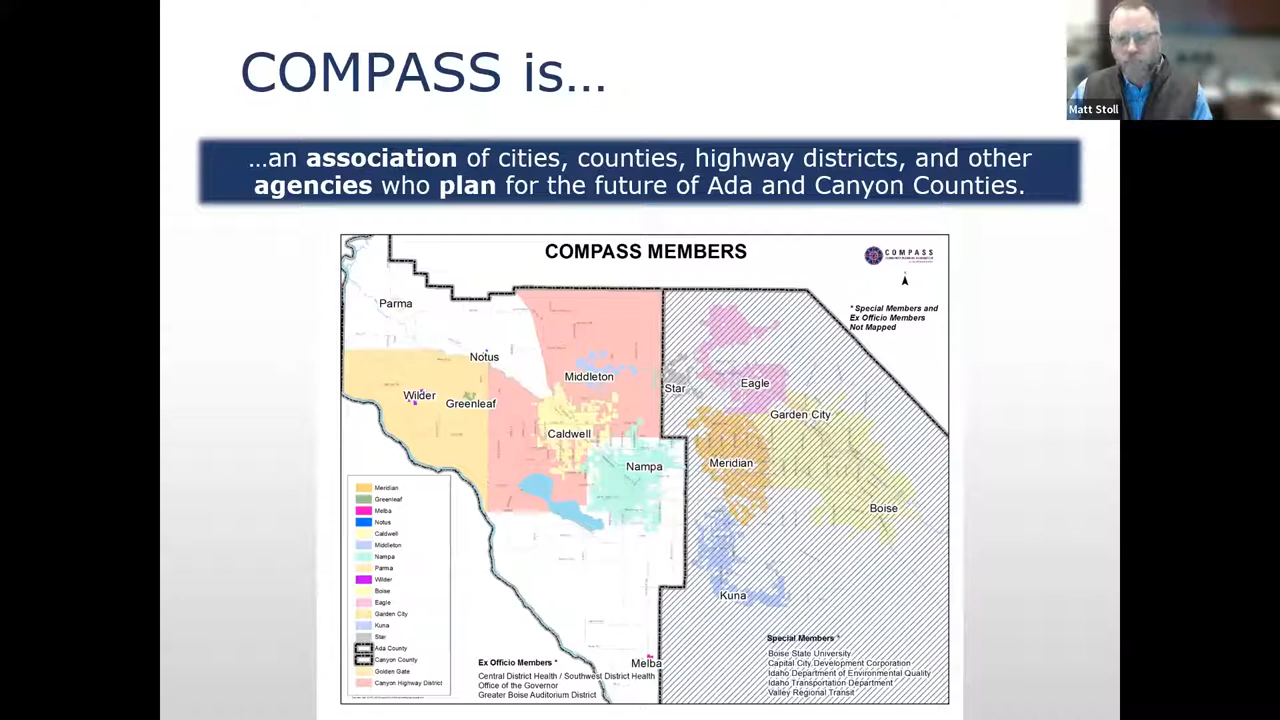 COMPASS is…
Matt Stoll
…an association of cities, counties, highway districts, and other
agencies who plan for the future of Ada and Canyon Counties.
COMPASS MEMBERS
COMPASS
* Special Members and
Ex Officio Members
Not Mapped
Parma
Notus
Middleton
Star
Eagle
Wilder
Greenleaf
Garden City
Caldwell
Nampa
Meridian
Boise
Kuna
Melba
Meridian
Greenleaf
Melba
Notus
Caldwell
Middleton
Nampa
Parma
Wilder
Boise
Eagle
Garden City
Kuna
Star
Ada County
Canyon County
Golden Gate
Canyon Highway District
Ex Officio Members *
Central District Health / Southwest District Health
Office of the Governor
Greater Boise Auditorium District
Special Members *
Boise State University
Capital City Development Corporation
Idaho Department of Environmental Quality
Idaho Transportation Department
Valley Regional Transit